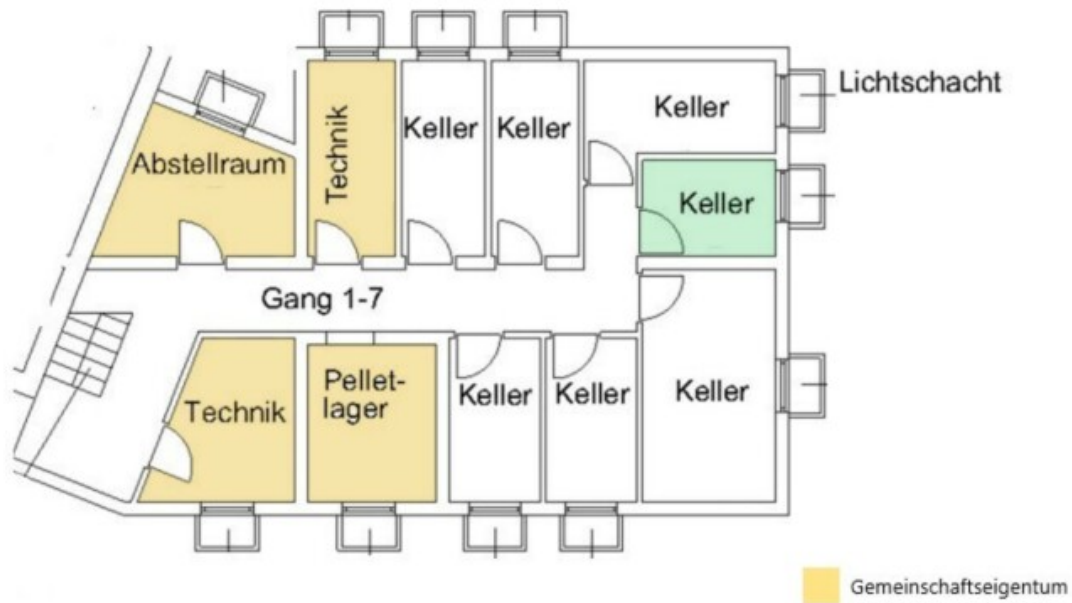 Lichtschacht
Keller
Keller
Keller
Technik
Abstellraum
Keller
Gang 1-7
Pellet-
lager
Technik
Keller
Keller
Keller
Gemeinschaftseigentum